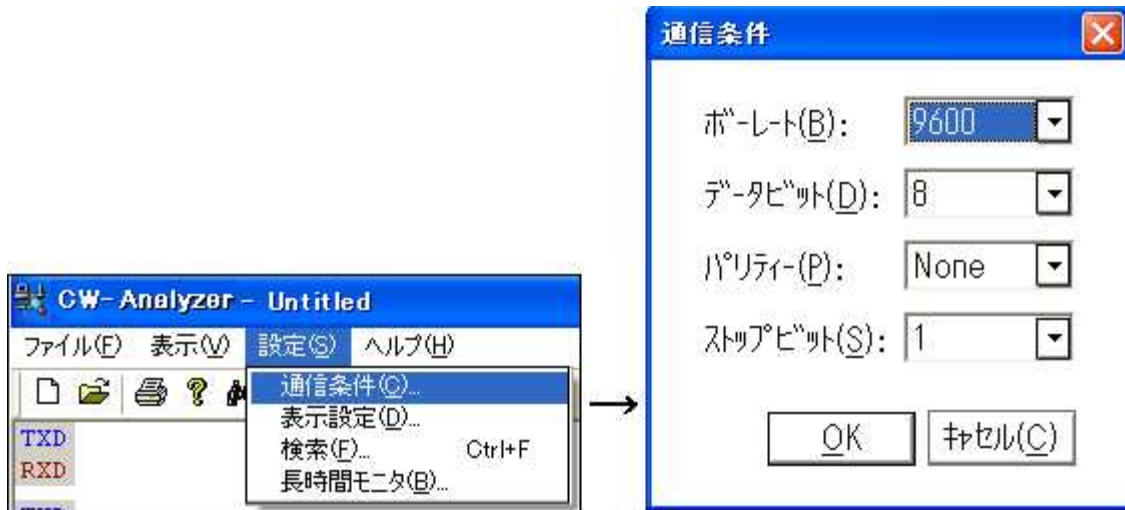 CW-Analyzer - Untitled
ファイル(F) 表示(V) 設定(S) ヘルプ(H)
通信条件(C)...
表示設定(D)...
検索(F)... Ctrl+F
長時間モニタ(B)...
TXD
RXD
→
通信条件
ﾎﾞｰﾚｰﾄ(B): 9600
ﾃﾞｰﾀﾋﾞｯﾄ(D): 8
ﾊﾟﾘﾃｨｰ(P): None
ｽﾄｯﾌﾟﾋﾞｯﾄ(S): 1
OK ｷｬｾﾙ(C)